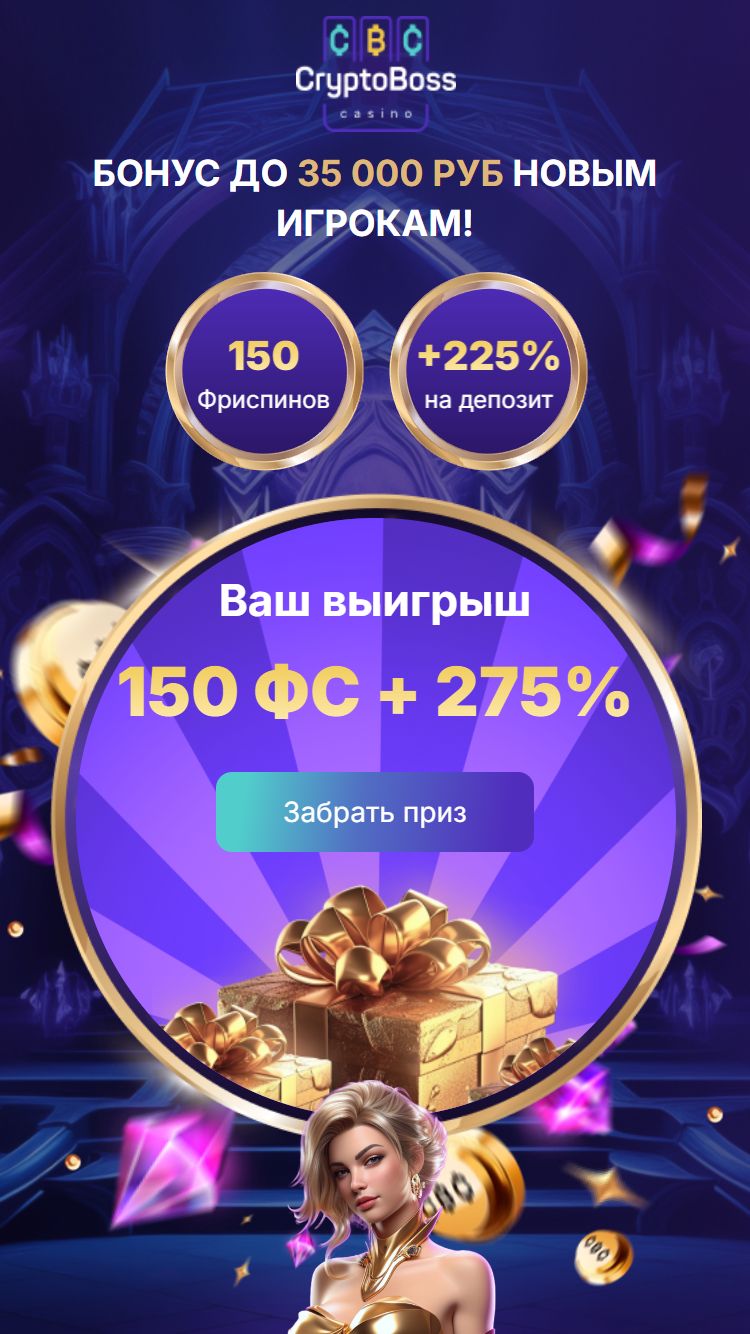 CryptoBoss
casino
БОНУС ДО 35 000 РУБ НОВЫМ
ИГРОКАМ!
150
Фриспинов
+225%
на депозит
Ваш выигрыш
150 ФС + 275%
Забрать приз